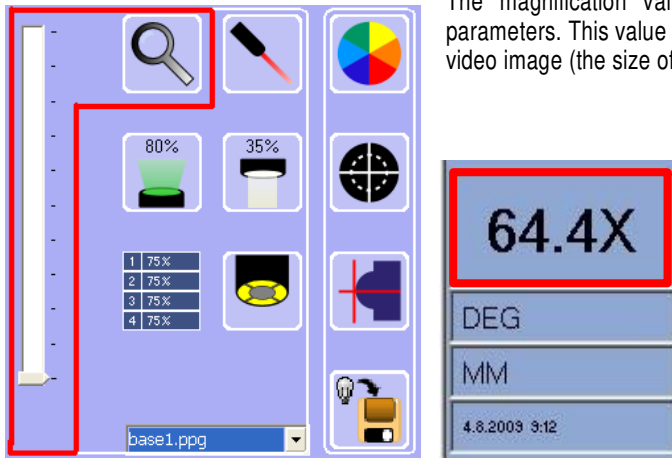 The magnification
parameters. This value
video image (the size of
80%
35%
1 75%
2 75%
3 75%
4 75%
base1.ppg
64.4X
DEG
MM
4.8.2009 9:12